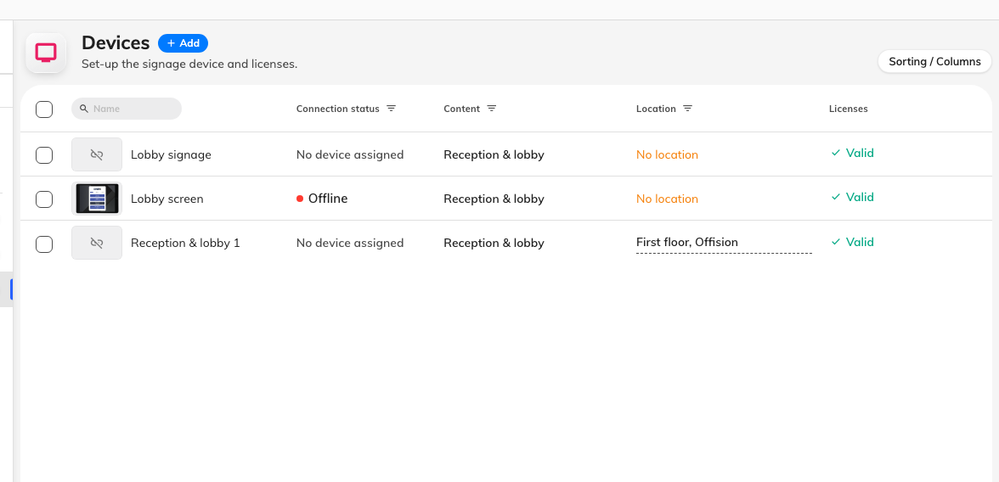 Devices
+ Add
Set-up the signage device and licenses.
Sorting / Columns
Name
Connection status
Content
Location
Licenses
Lobby signage
No device assigned
Reception & lobby
No location
Valid
Lobby screen
Offline
Reception & lobby
No location
Valid
Reception & lobby 1
No device assigned
Reception & lobby
First floor, Offision
Valid